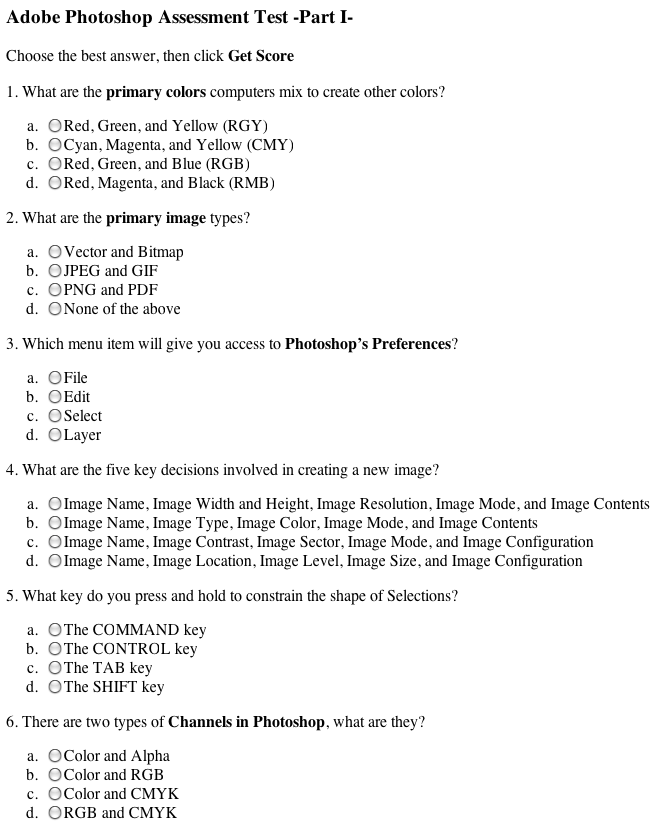 Adobe Photoshop Assessment Test -Part I-
Choose the best answer, then click Get Score
1. What are the primary colors computers mix to create other colors?
a. Red, Green, and Yellow (RGY)
b. Cyan, Magenta, and Yellow (CMY)
c. Red, Green, and Blue (RGB)
d. Red, Magenta, and Black (RMB)
2. What are the primary image types?
a. Vector and Bitmap
b. JPEG and GIF
c. PNG and PDF
d. None of the above
3. Which menu item will give you access to Photoshop's Preferences?
a. File
b. Edit
c. Select
d. Layer
4. What are the five key decisions involved in creating a new image?
a. Image Name, Image Width and Height, Image Resolution, Image Mode, and Image Contents
b. Image Name, Image Type, Image Color, Image Mode, and Image Contents
c. Image Name, Image Contrast, Image Sector, Image Mode, and Image Configuration
d. Image Name, Image Location, Image Level, Image Size, and Image Configuration
5. What key do you press and hold to constrain the shape of Selections?
a. The COMMAND key
b. The CONTROL key
c. The TAB key
d. The SHIFT key
6. There are two types of Channels in Photoshop, what are they?
a. Color and Alpha
b. Color and RGB
c. Color and CMYK
d. RGB and CMYK